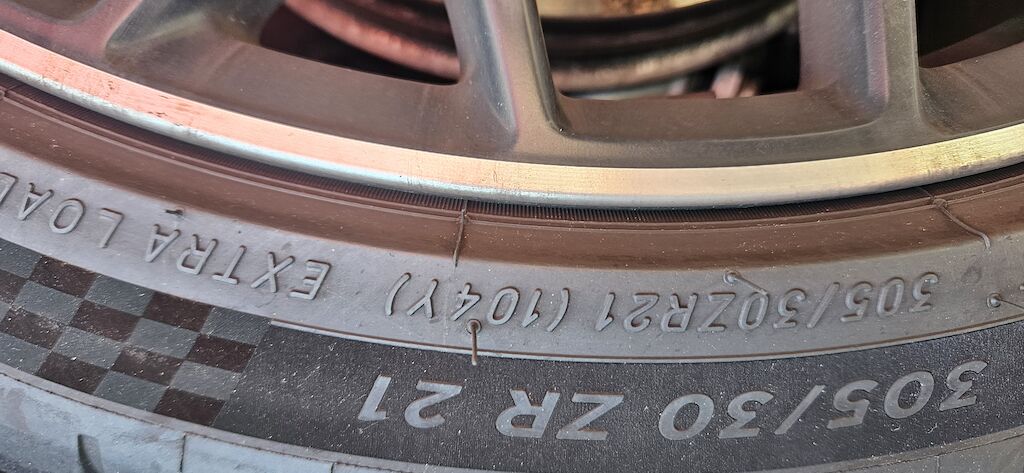 305/30ZR21 (104Y) EXTRA LOAD
305/30 ZR 21